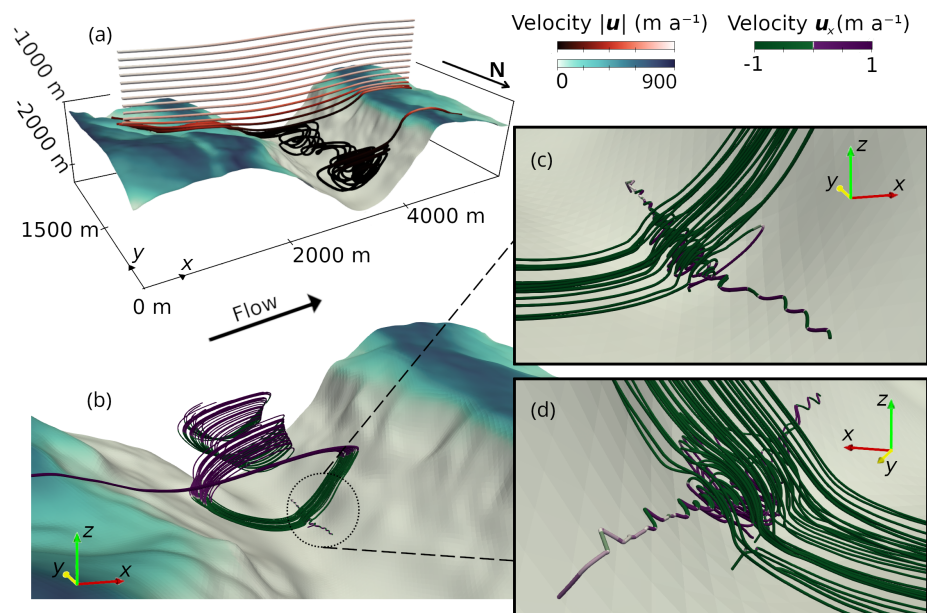 Velocity |u| (m a⁻¹)
0 900
Velocity uₓ (m a⁻¹)
-1 1
(a)
-1000 m
-2000 m
N
1500 m
4000 m
2000 m
0 m
y
x
Flow
(b)
z
y
x
(c)
z
y
x
(d)
z
x
y